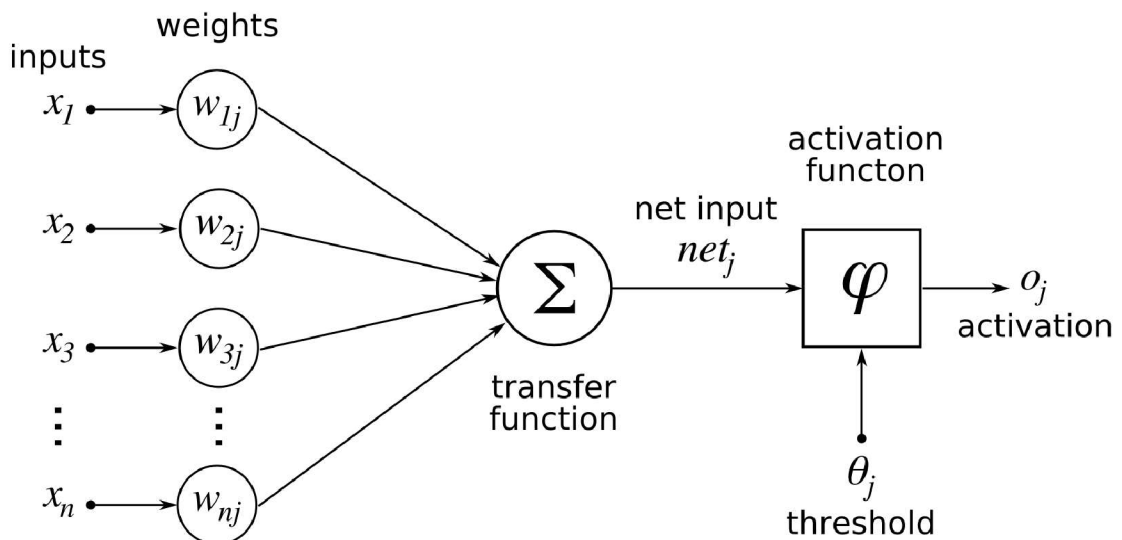 weights
inputs
x1
w1j
x2
w2j
x3
w3j
xn
wnj
Σ
transfer
function
net input
netj
activation
functon
φ
oj
activation
θj
threshold